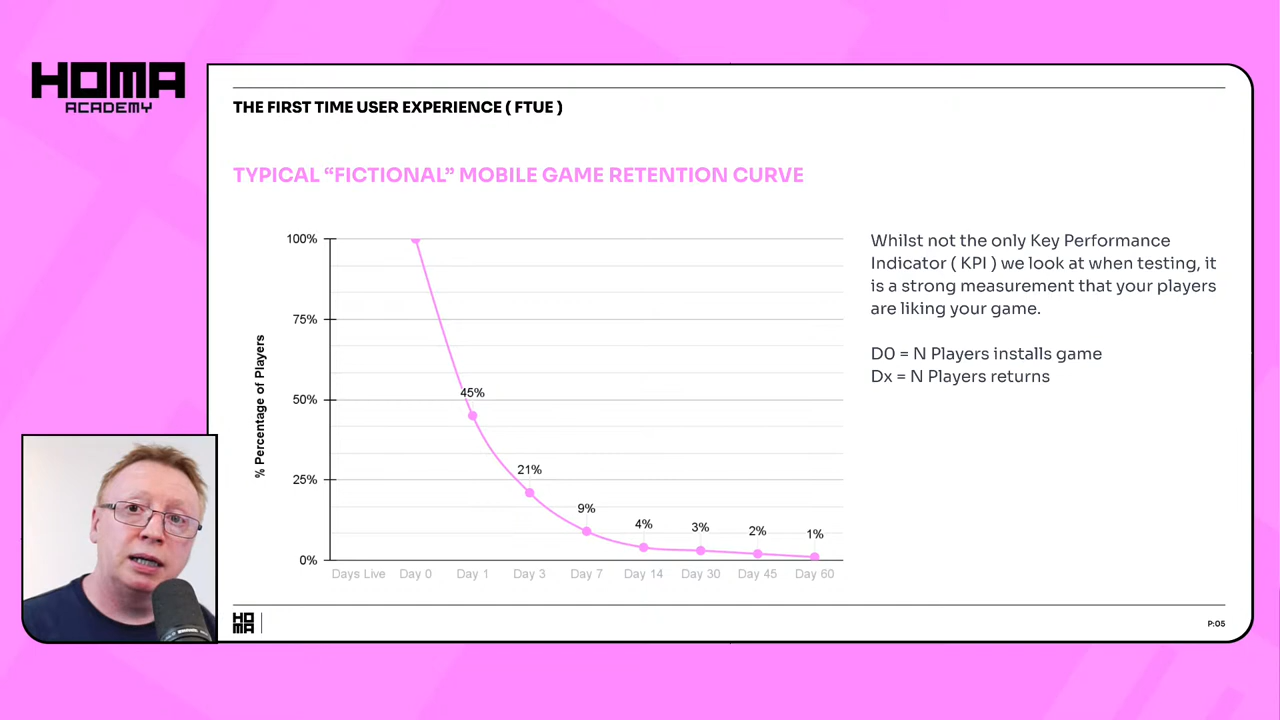 HOMA
ACADEMY
THE FIRST TIME USER EXPERIENCE ( FTUE )
TYPICAL “FICTIONAL” MOBILE GAME RETENTION CURVE
% Percentage of Players
100%
75%
50%
25%
0%
45%
21%
9%
4%
3%
2%
1%
Days Live Day 0 Day 1 Day 3 Day 7 Day 14 Day 30 Day 45 Day 60
Whilst not the only Key Performance
Indicator ( KPI ) we look at when testing, it
is a strong measurement that your players
are liking your game.
D0 = N Players installs game
Dx = N Players returns
HOMA
P:05